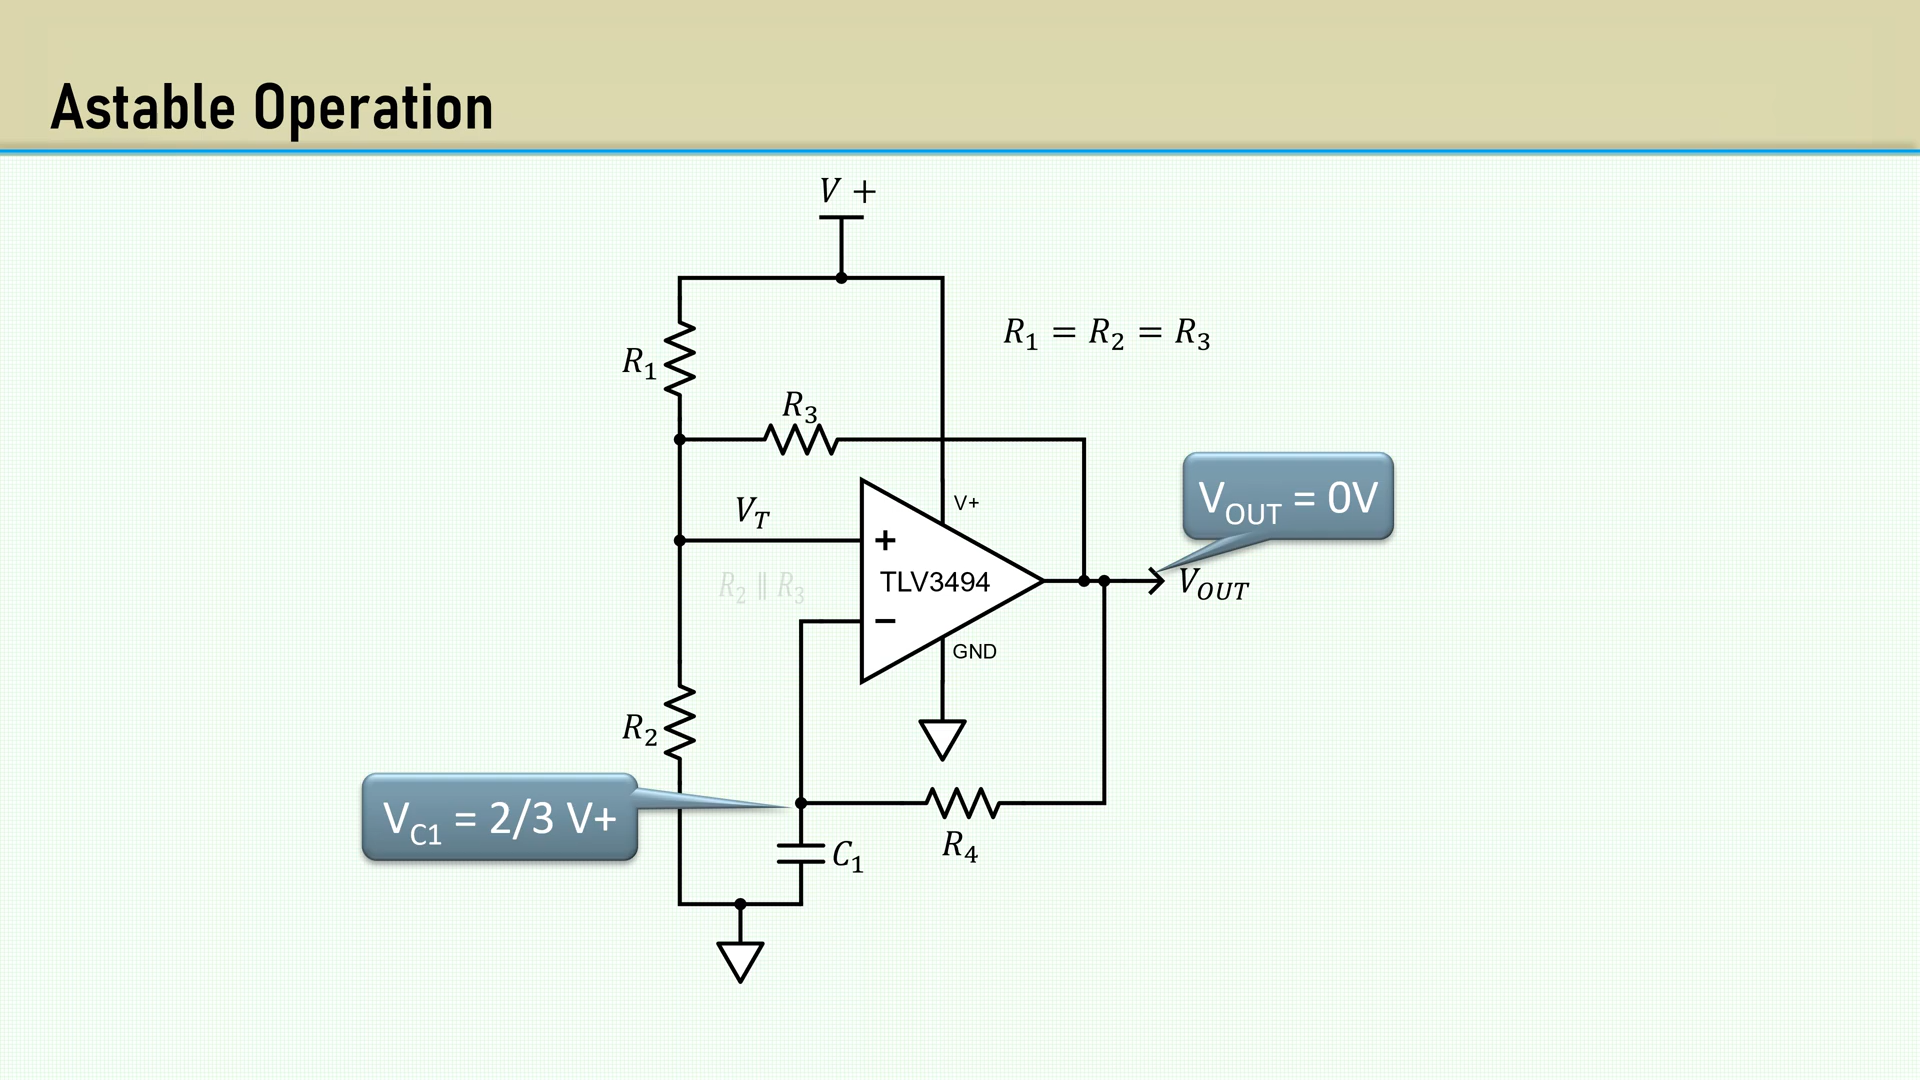 Astable Operation
V +
R₁ = R₂ = R₃
R₁
R₃
V_OUT = 0V
V_T
V+
+
R₂ ∥ R₃
TLV3494
V_OUT
−
GND
R₂
V_C1 = 2/3 V+
R₄
C₁